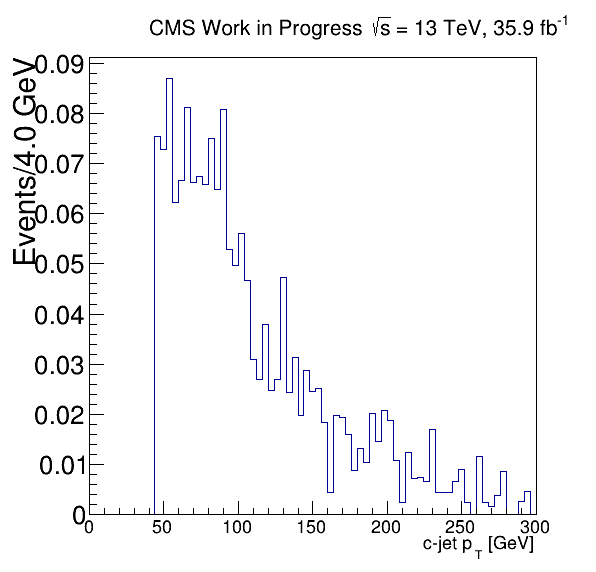 CMS Work in Progress √s = 13 TeV, 35.9 fb⁻¹
Events/4.0 GeV
0.09
0.08
0.07
0.06
0.05
0.04
0.03
0.02
0.01
0
0 50 100 150 200 250 300
c-jet p_T [GeV]